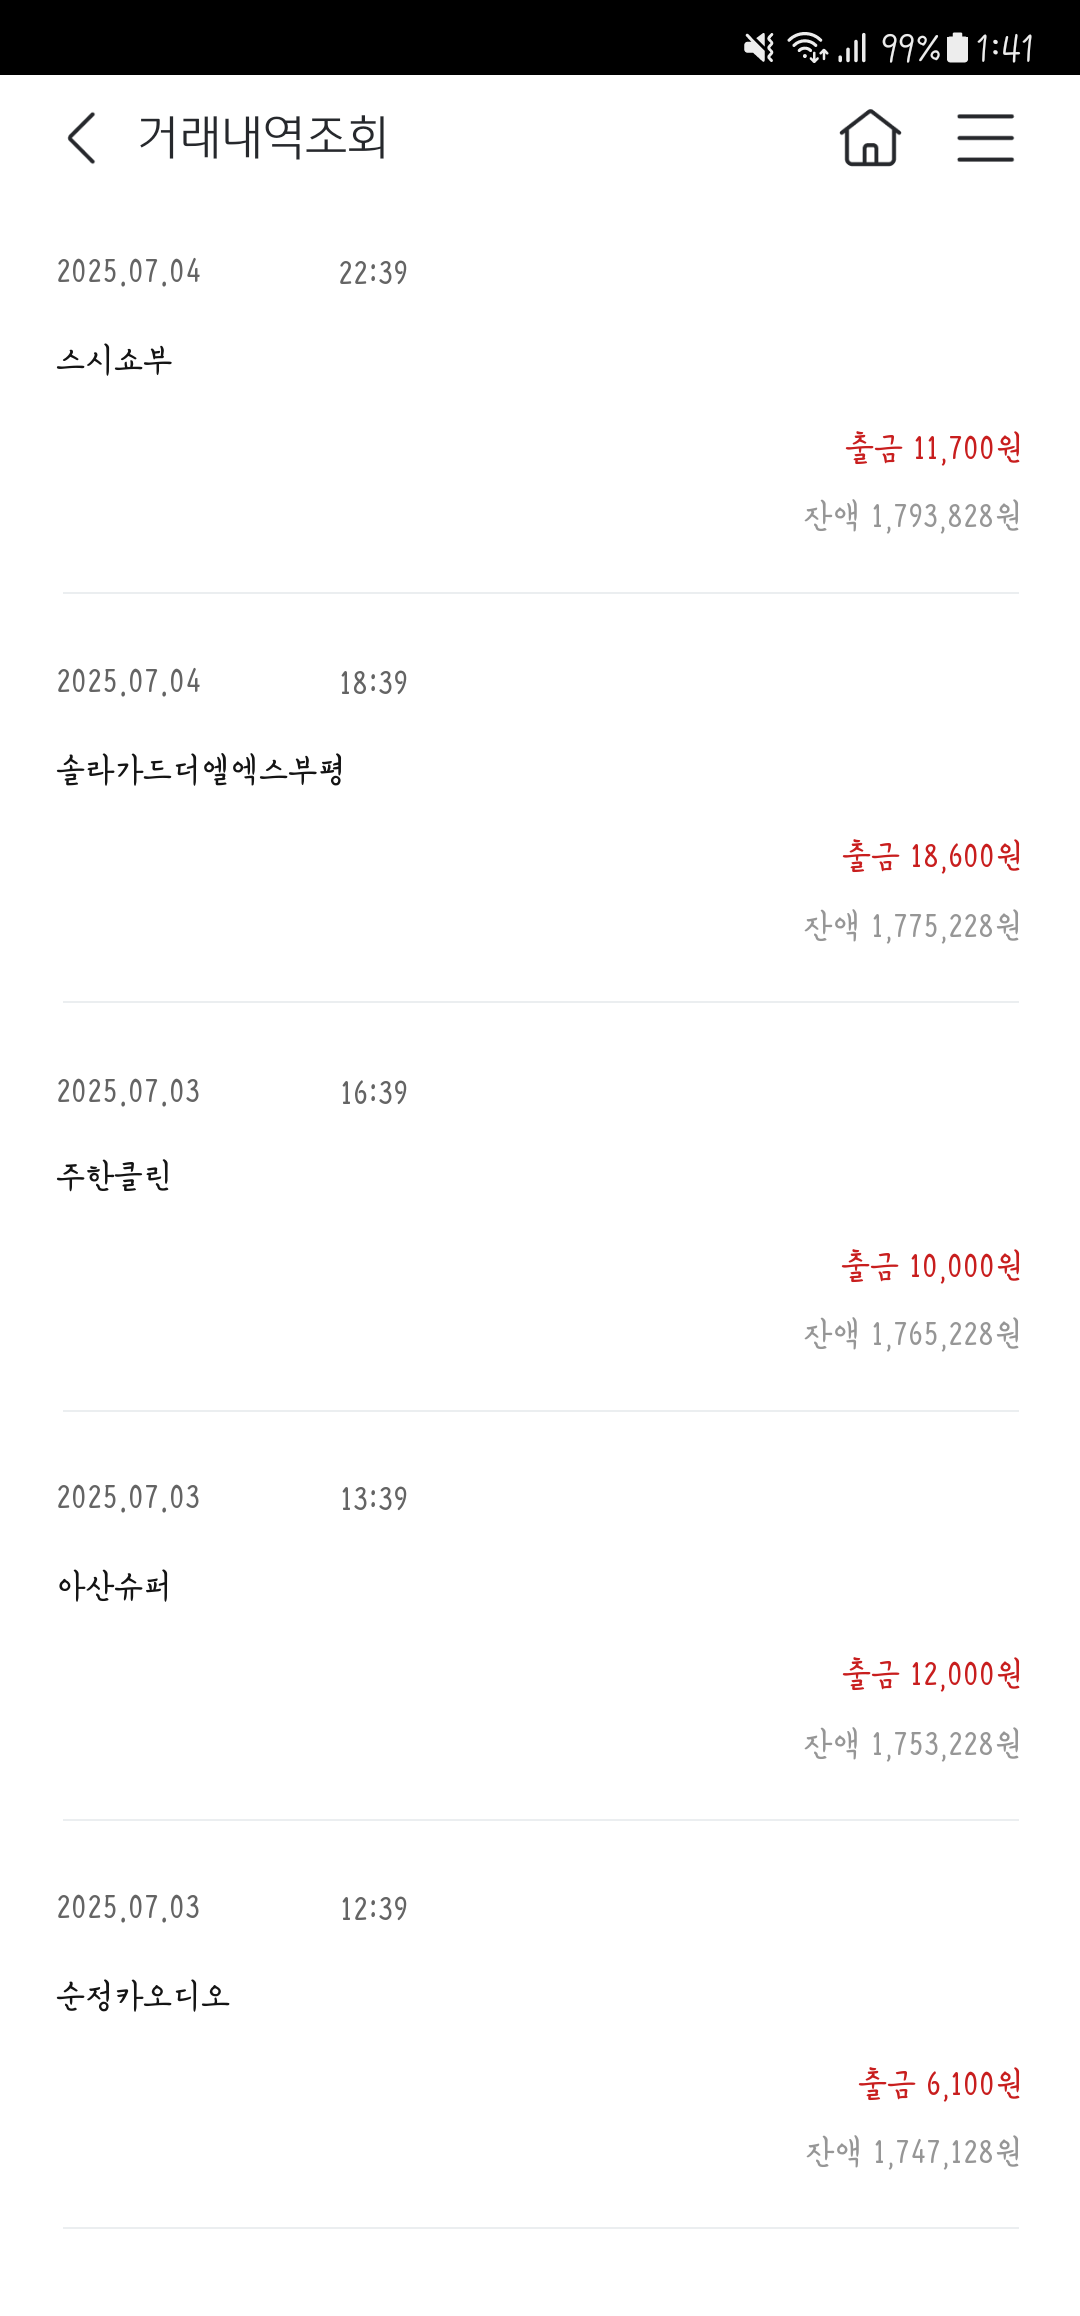 99% 1:41
거래내역조회
2025.07.04 22:39
스시쇼부
출금 11,700원
잔액 1,793,828원
2025.07.04 18:39
솔라가드더엘엑스부평
출금 18,600원
잔액 1,775,228원
2025.07.03 16:39
주한클린
출금 10,000원
잔액 1,765,228원
2025.07.03 13:39
아산슈퍼
출금 12,000원
잔액 1,753,228원
2025.07.03 12:39
순정카오디오
출금 6,100원
잔액 1,747,128원